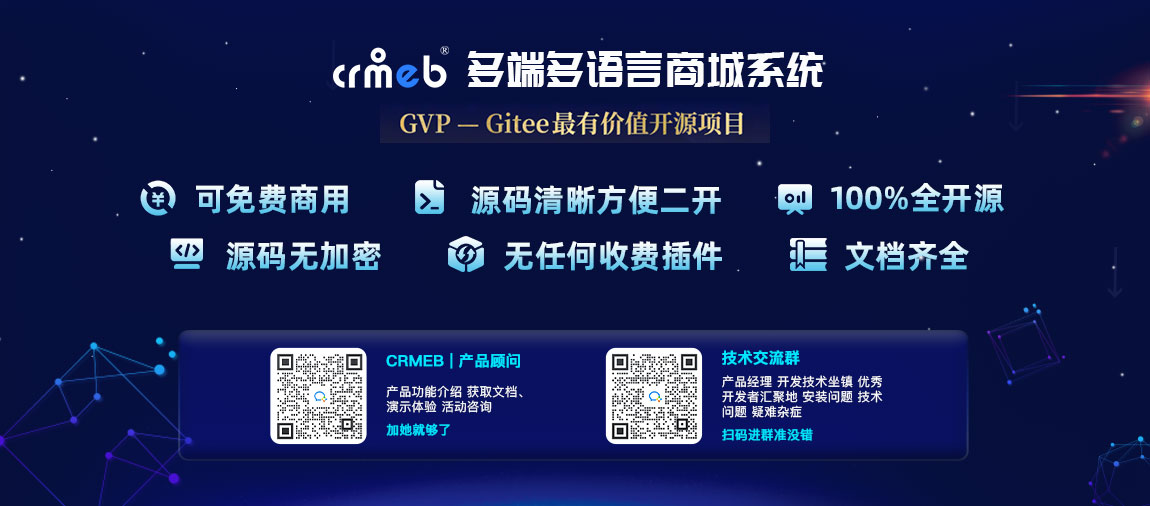 crmeb® 多端多语言商城系统
GVP — Gitee最有价值开源项目
可免费商用
源码清晰方便二开
100%全开源
源码无加密
无任何收费插件
文档齐全
CRMEB | 产品顾问
产品功能介绍 获取文档、
演示体验 活动咨询
加她就够了
技术交流群
产品经理 开发技术坐镇 优秀
开发者汇聚地 安装问题 技术
问题 疑难杂症
扫码进群准没错